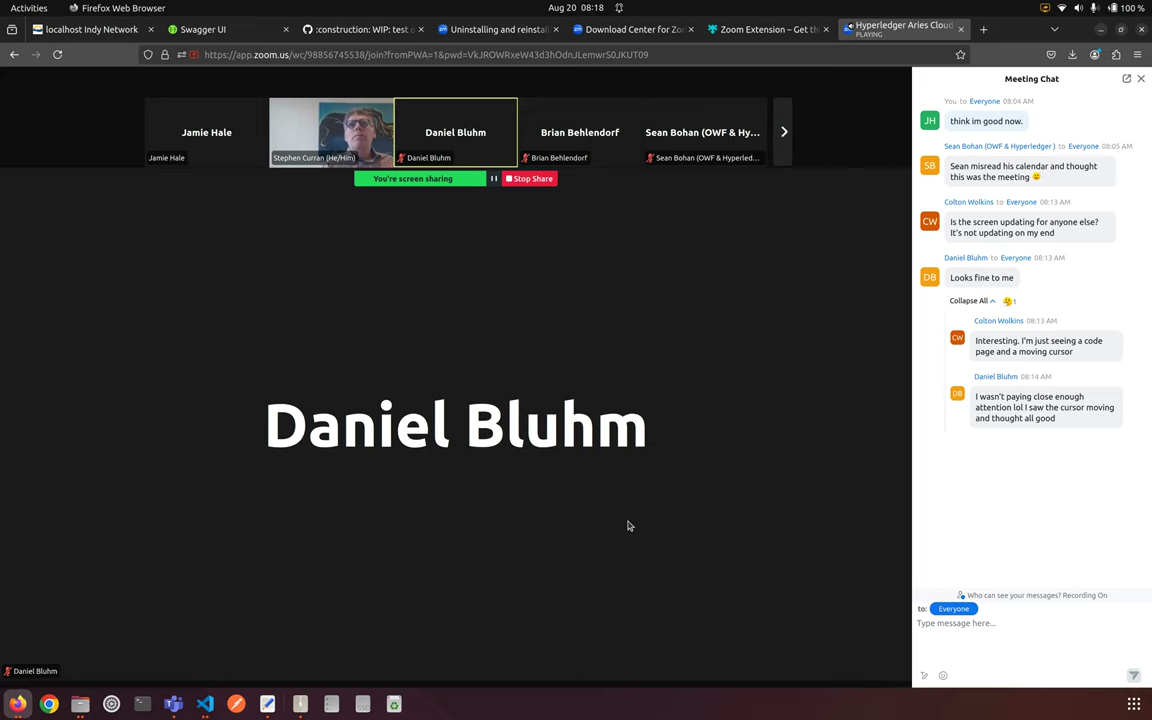 Activities
Firefox Web Browser
Aug 20 08:18
100 %
localhost Indy Network
Swagger UI
:construction: WIP: test c
Uninstalling and reinsta
Download Center for Zo
Zoom Extension – Get th
Hyperledger Aries Cloud
PLAYING
https://app.zoom.us/wc/98856745538/join?fromPWA=1&pwd=VkJROWRxeW43d3hOdnJLemwrS0JKUT09
Jamie Hale
Jamie Hale
Stephen Curran (He/Him)
Daniel Bluhm
Daniel Bluhm
Brian Behlendorf
Brian Behlendorf
Sean Bohan (OWF & Hy...
Sean Bohan (OWF & Hyperled...
You're screen sharing
Stop Share
Daniel Bluhm
Daniel Bluhm
Meeting Chat
You to Everyone 08:04 AM
JH
think im good now.
Sean Bohan (OWF & Hyperledger ) to Everyone 08:05 AM
SB
Sean misread his calendar and thought
this was the meeting
Colton Wolkins to Everyone 08:13 AM
CW
Is the screen updating for anyone else?
It's not updating on my end
Daniel Bluhm to Everyone 08:13 AM
DB
Looks fine to me
Collapse All
1
Colton Wolkins 08:13 AM
CW
Interesting. I'm just seeing a code
page and a moving cursor
Daniel Bluhm 08:14 AM
DB
I wasn't paying close enough
attention lol I saw the cursor moving
and thought all good
Who can see your messages? Recording On
to: Everyone
Type message here...